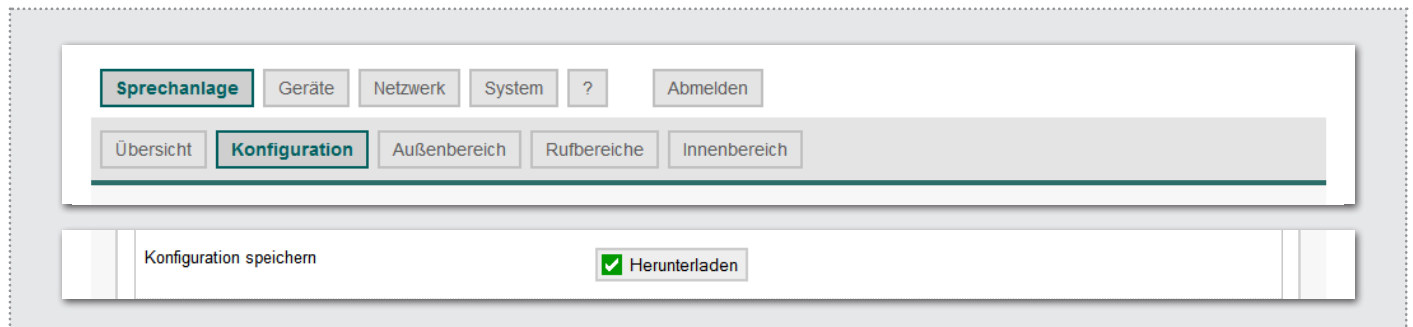 Sprechanlage Geräte Netzwerk System ? Abmelden
Übersicht Konfiguration Außenbereich Rufbereiche Innenbereich
Konfiguration speichern Herunterladen